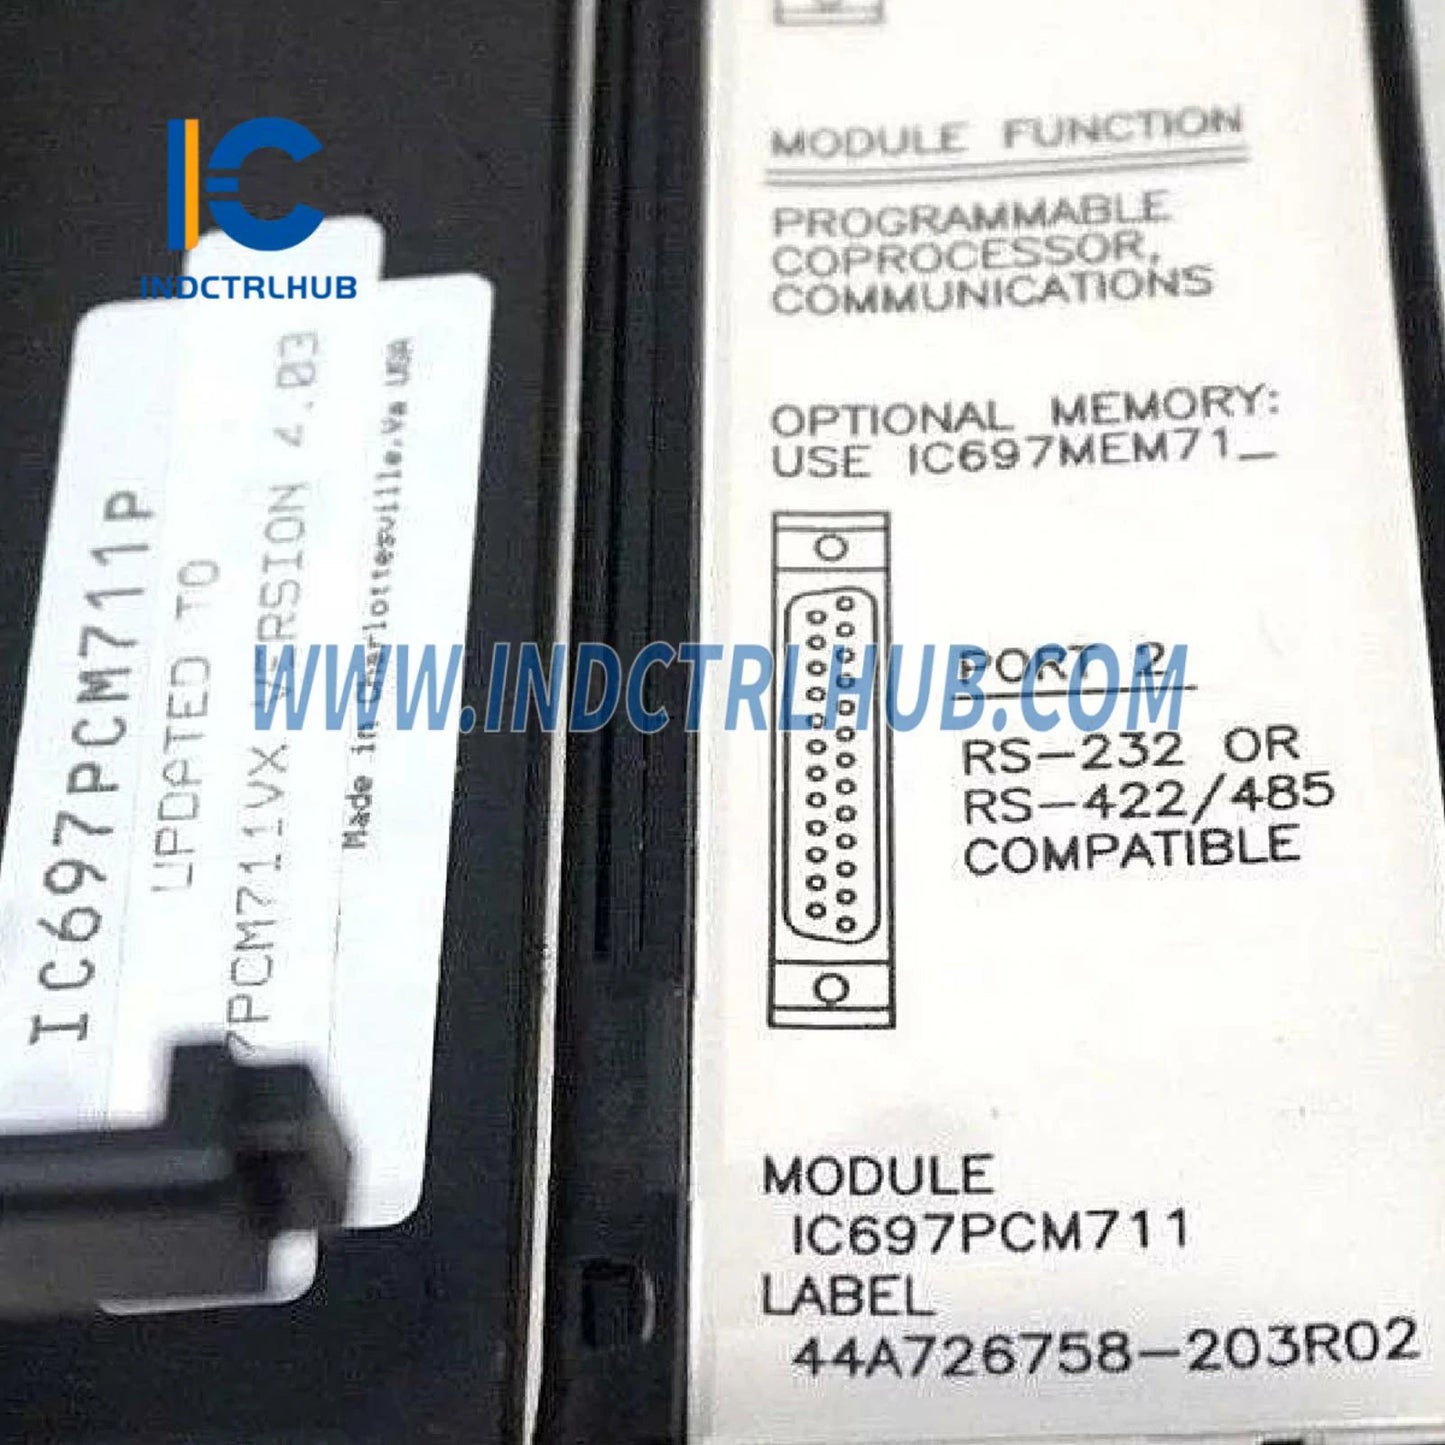 INDCTRLHUB
IC697PCM711P
UPDATED TO
7PCM711VX VERSION 4.03
Made in Charlottesville,Va USA
WWW.INDCTRLHUB.COM
MODULE FUNCTION
PROGRAMMABLE
COPROCESSOR,
COMMUNICATIONS
OPTIONAL MEMORY:
USE IC697MEM71_
PORT 2
RS-232 OR
RS-422/485
COMPATIBLE
MODULE
IC697PCM711
LABEL
44A726758-203R02